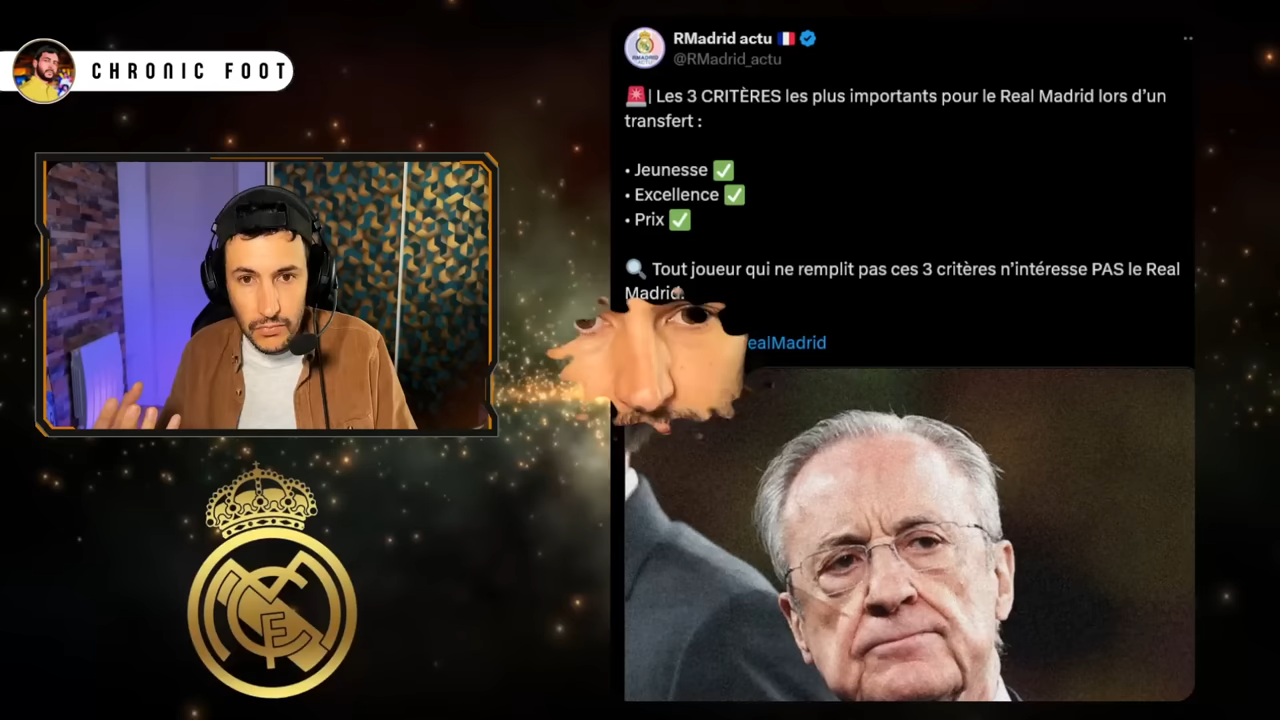 CHRONIC FOOT
RMadrid actu
@RMadrid_actu
| Les 3 CRITÈRES les plus importants pour le Real Madrid lors d’un
transfert :
• Jeunesse
• Excellence
• Prix
Tout joueur qui ne remplit pas ces 3 critères n’intéresse PAS le Real
Madrid.
ealMadrid